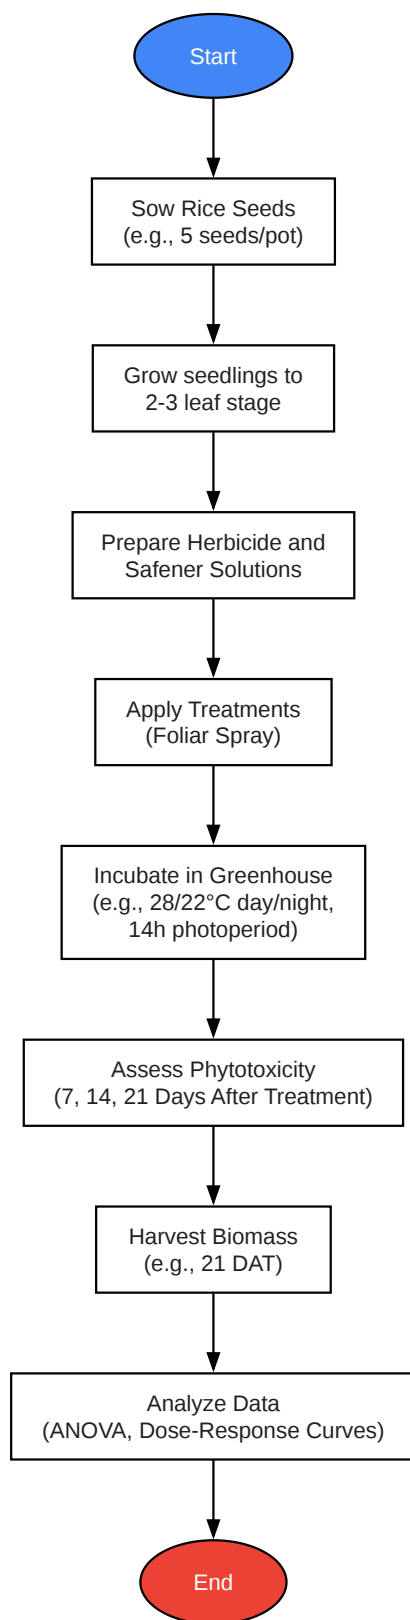 Start
Sow Rice Seeds
(e.g., 5 seeds/pot)
Grow seedlings to
2-3 leaf stage
Prepare Herbicide and
Safener Solutions
Apply Treatments
(Foliar Spray)
Incubate in Greenhouse
(e.g., 28/22°C day/night,
14h photoperiod)
Assess Phytotoxicity
(7, 14, 21 Days After Treatment)
Harvest Biomass
(e.g., 21 DAT)
Analyze Data
(ANOVA, Dose-Response Curves)
End